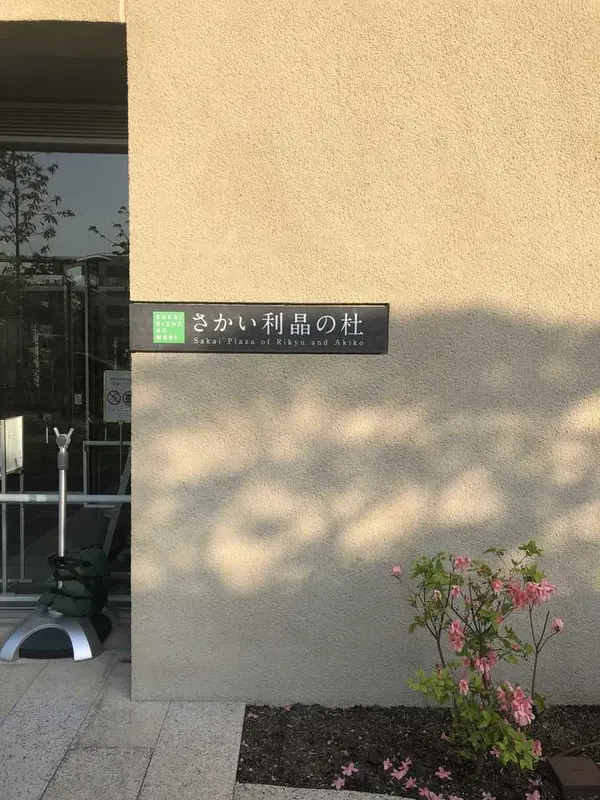 SAKAI
RISHO
NO
MORI
さかい利晶の杜
Sakai Plaza of Rikyu and Akiko